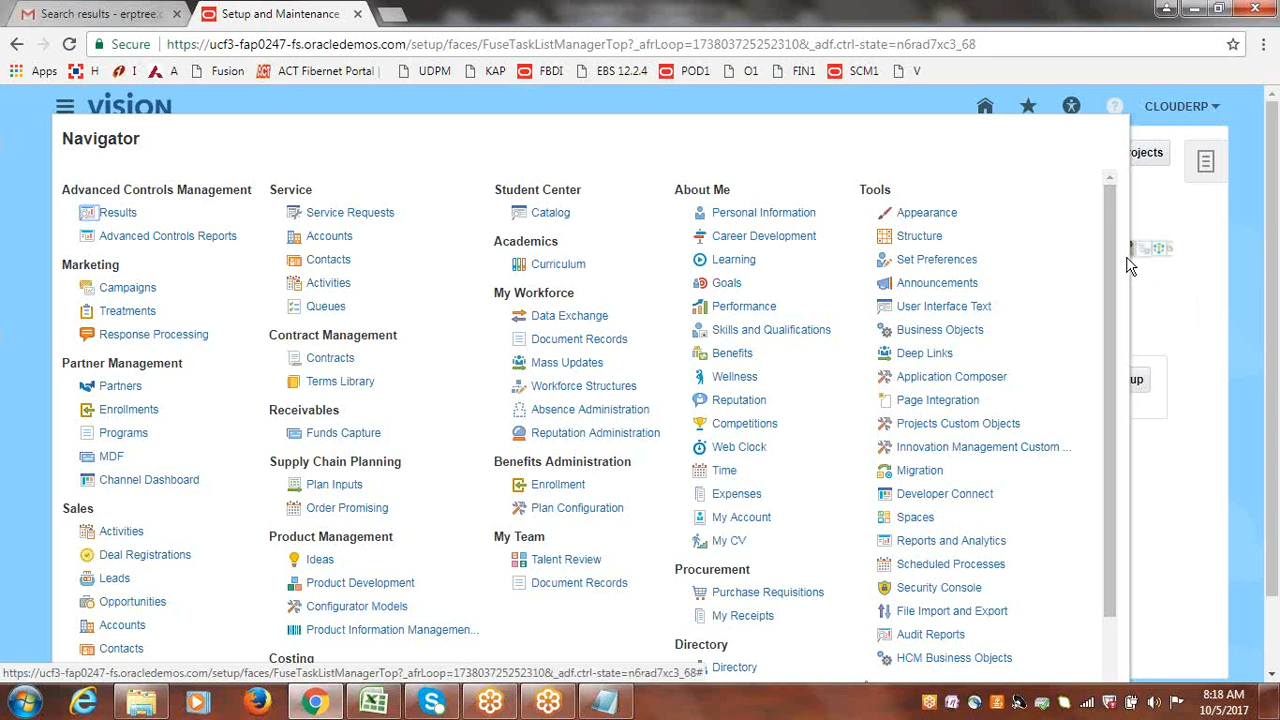 Search results - erptree.c
Setup and Maintenance
Secure
https://ucf3-fap0247-fs.oracledemos.com/setup/faces/FuseTaskListManagerTop?_afrLoop=1738037252523310&_adf.ctrl-state=n6rad7xc3_68
Apps
H
I
A
Fusion
ACT Fibernet Portal
UDPM
KAP
FBDI
EBS 12.2.4
POD1
O1
FIN1
SCM1
V
VISION
CLOUDERP
Navigator
rojects
up
Advanced Controls Management
Results
Advanced Controls Reports
Marketing
Campaigns
Treatments
Response Processing
Partner Management
Partners
Enrollments
Programs
MDF
Channel Dashboard
Sales
Activities
Deal Registrations
Leads
Opportunities
Accounts
Contacts
Service
Service Requests
Accounts
Contacts
Activities
Queues
Contract Management
Contracts
Terms Library
Receivables
Funds Capture
Supply Chain Planning
Plan Inputs
Order Promising
Product Management
Ideas
Product Development
Configurator Models
Product Information Managemen...
Costing
Student Center
Catalog
Academics
Curriculum
My Workforce
Data Exchange
Document Records
Mass Updates
Workforce Structures
Absence Administration
Reputation Administration
Benefits Administration
Enrollment
Plan Configuration
My Team
Talent Review
Document Records
About Me
Personal Information
Career Development
Learning
Goals
Performance
Skills and Qualifications
Benefits
Wellness
Reputation
Competitions
Web Clock
Time
Expenses
My Account
My CV
Procurement
Purchase Requisitions
My Receipts
Directory
Directory
Tools
Appearance
Structure
Set Preferences
Announcements
User Interface Text
Business Objects
Deep Links
Application Composer
Page Integration
Projects Custom Objects
Innovation Management Custom ...
Migration
Developer Connect
Spaces
Reports and Analytics
Scheduled Processes
Security Console
File Import and Export
Audit Reports
HCM Business Objects
https://ucf3-fap0247-fs.oracledemos.com/setup/faces/FuseTaskListManagerTop?_afrLoop=1738037252523310&_adf.ctrl-state=n6rad7xc3_68#
8:18 AM
10/5/2017